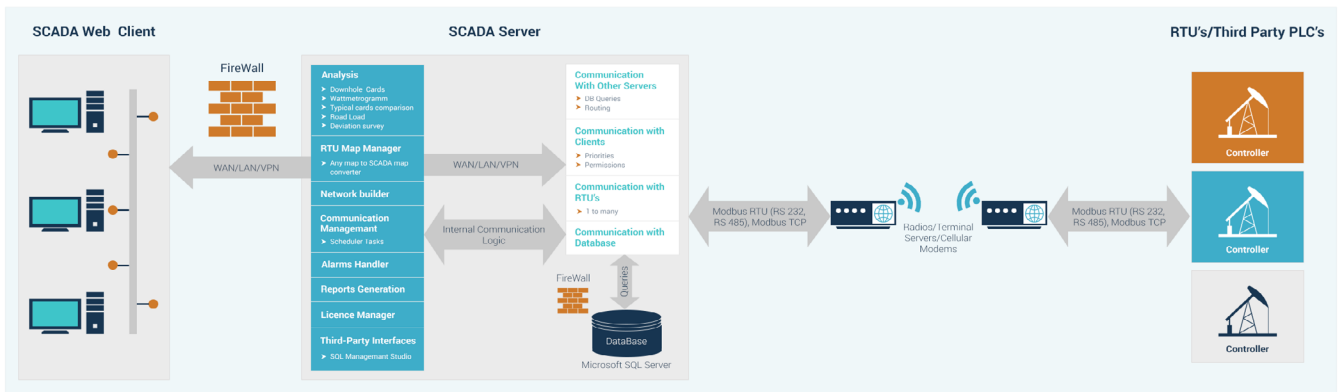 SCADA Web Client
SCADA Server
RTU's/Third Party PLC's
FireWall
WAN/LAN/VPN
Analysis
➤ Downhole Cards
➤ Wattmetrogramm
➤ Typical cards comparison
➤ Road Load
➤ Deviation survey
RTU Map Manager
➤ Any map to SCADA map
converter
Network builder
Communication
Management
➤ Scheduler Tasks
Alarms Handler
Reports Generation
Licence Manager
Third-Party Interfaces
➤ SQL Management Studio
WAN/LAN/VPN
Internal Communication
Logic
Communication
With Other Servers
➤ DB Queries
➤ Routing
Communication with
Clients
➤ Priorities
➤ Permissions
Communication with
RTU's
➤ 1 to many
Communication with
Database
FireWall
Queries
DataBase
Microsoft SQL Server
Modbus RTU (RS 232,
RS 485), Modbus TCP
Radios/Terminal
Servers/Cellular
Modems
Modbus RTU (RS 232,
RS 485), Modbus TCP
Controller
Controller
Controller